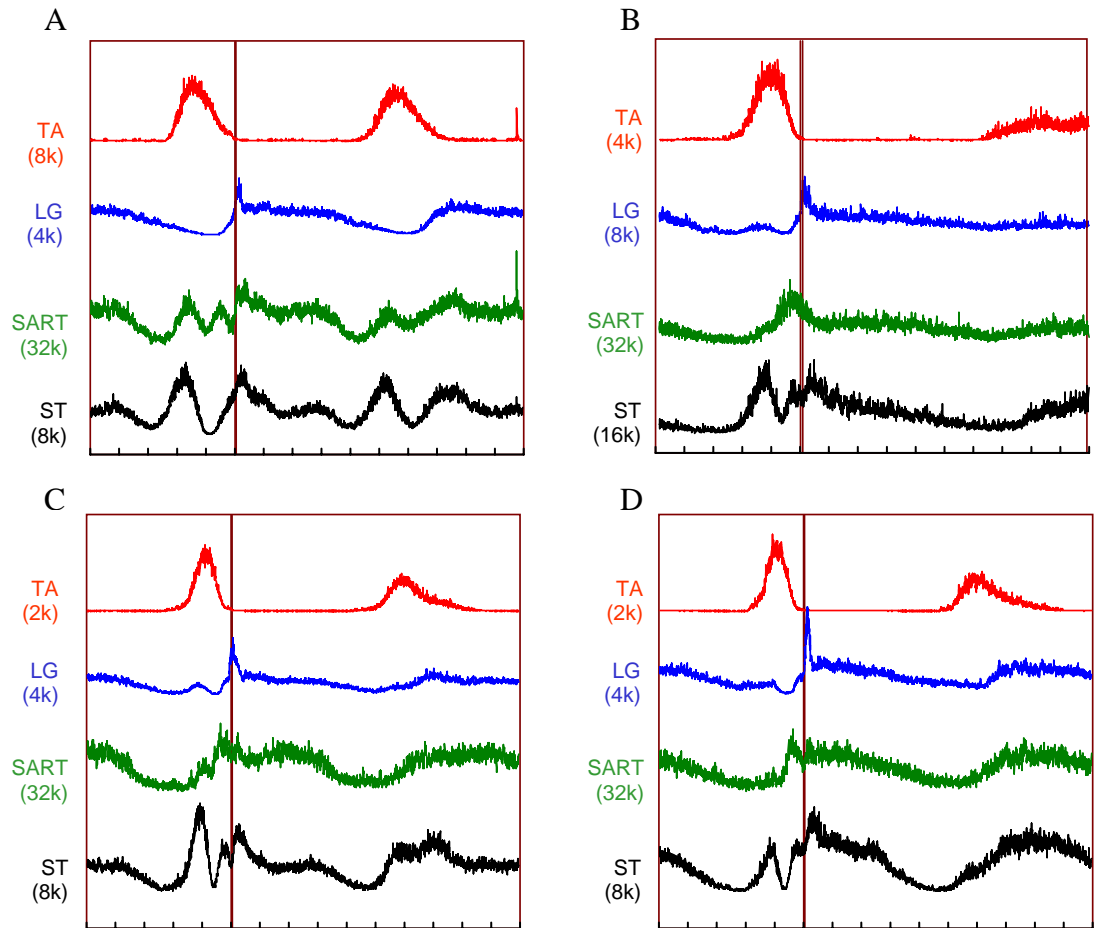 A
TA
(8k)
LG
(4k)
SART
(32k)
ST
(8k)
B
TA
(4k)
LG
(8k)
SART
(32k)
ST
(16k)
C
TA
(2k)
LG
(4k)
SART
(32k)
ST
(8k)
D
TA
(2k)
LG
(4k)
SART
(32k)
ST
(8k)